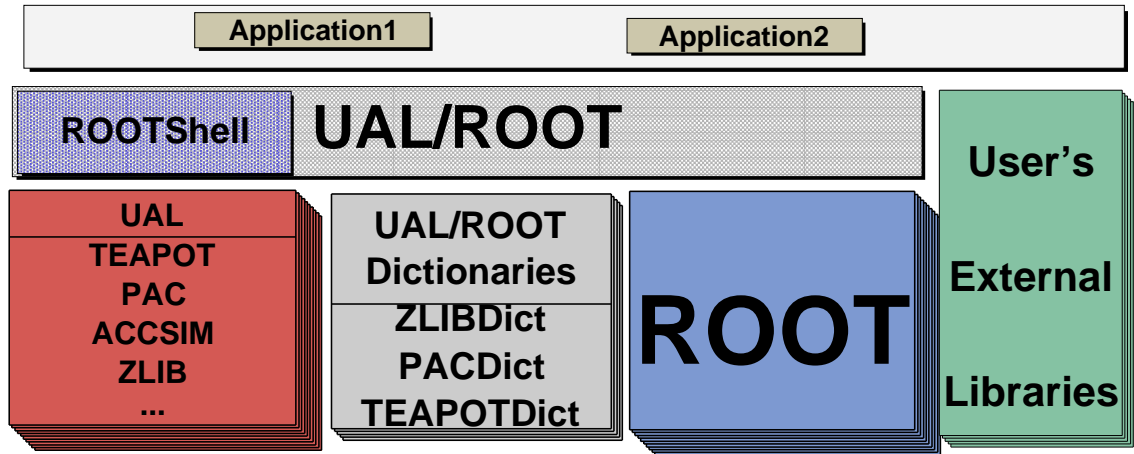 Application1
Application2
ROOTShell
UAL/ROOT
UAL
TEAPOT
PAC
ACCSIM
ZLIB
...
UAL/ROOT
Dictionaries
ZLIBDict
PACDict
TEAPOTDict
ROOT
User's
External
Libraries